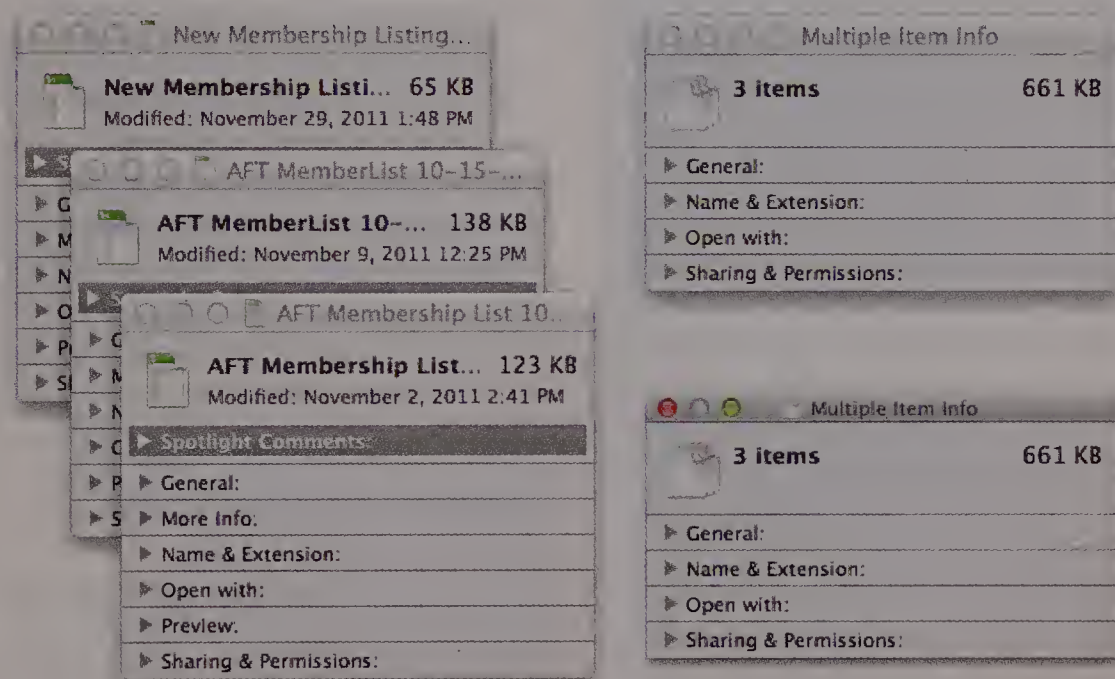 New Membership Listing...
New Membership Listi... 65 KB
Modified: November 29, 2011 1:48 PM
S
G
M
N
O
P
S
AFT MemberList 10-15-...
AFT MemberList 10-... 138 KB
Modified: November 9, 2011 12:25 PM
S
G
M
N
O
P
S
AFT Membership List 10...
AFT Membership List... 123 KB
Modified: November 2, 2011 2:41 PM
Spotlight Comments:
General:
More Info:
Name & Extension:
Open with:
Preview:
Sharing & Permissions:
Multiple Item Info
3 items 661 KB
General:
Name & Extension:
Open with:
Sharing & Permissions:
Multiple Item Info
3 items 661 KB
General:
Name & Extension:
Open with:
Sharing & Permissions: